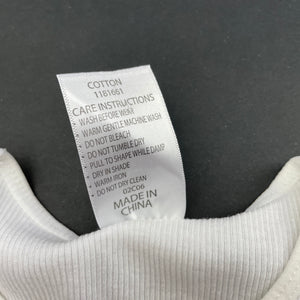 COTTON
1181661
CARE INSTRUCTIONS
- WASH BEFORE WEAR
- WARM GENTLE MACHINE WASH
- DO NOT BLEACH
- DO NOT TUMBLE DRY
- PULL TO SHAPE WHILE DAMP
- DRY IN SHADE
- WARM IRON
- DO NOT DRY CLEAN
02C06
MADE IN
CHINA